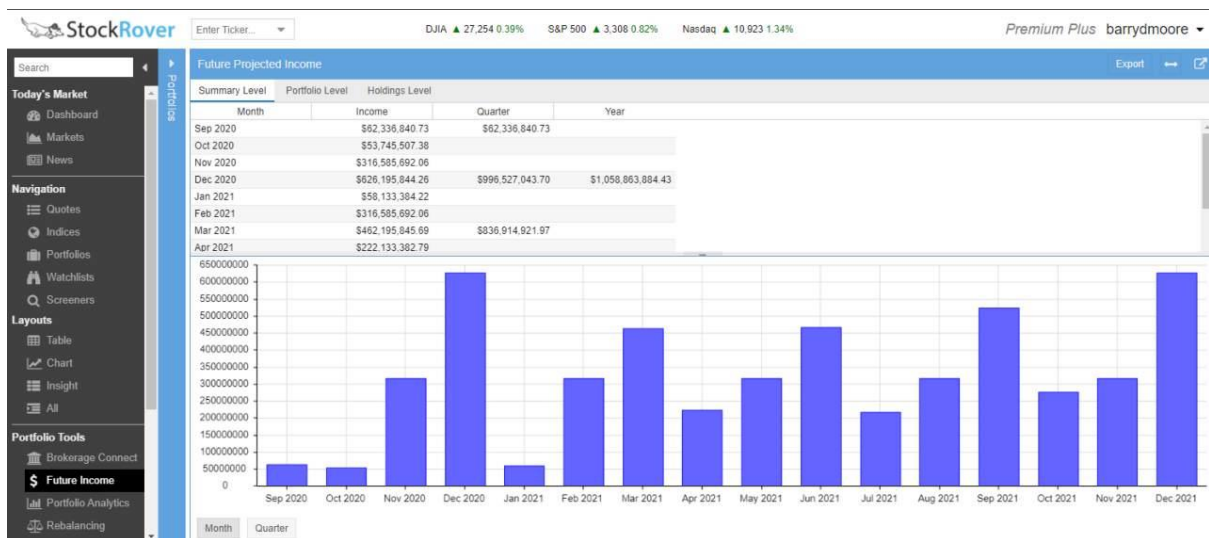 StockRover
Enter Ticker...
DJIA ▲ 27,254 0.39% S&P 500 ▲ 3,308 0.82% Nasdaq ▲ 10,923 1.34%
Premium Plus barrydmoore
Search
Today's Market
Dashboard
Markets
News
Navigation
Quotes
Indices
Portfolios
Watchlists
Screeners
Layouts
Table
Chart
Insight
All
Portfolio Tools
Brokerage Connect
$ Future Income
Portfolio Analytics
Rebalancing
Portfolios
Future Projected Income
Export
Summary Level Portfolio Level Holdings Level
Month Income Quarter Year
Sep 2020 $62,336,840.73 $62,336,840.73
Oct 2020 $53,745,507.38
Nov 2020 $316,585,692.06
Dec 2020 $626,195,844.26 $996,527,043.70 $1,058,863,884.43
Jan 2021 $58,133,384.22
Feb 2021 $316,585,692.06
Mar 2021 $462,195,845.69 $836,914,921.97
Apr 2021 $222,133,382.79
650000000
600000000
550000000
500000000
450000000
400000000
350000000
300000000
250000000
200000000
150000000
100000000
50000000
0
Sep 2020 Oct 2020 Nov 2020 Dec 2020 Jan 2021 Feb 2021 Mar 2021 Apr 2021 May 2021 Jun 2021 Jul 2021 Aug 2021 Sep 2021 Oct 2021 Nov 2021 Dec 2021
Month Quarter